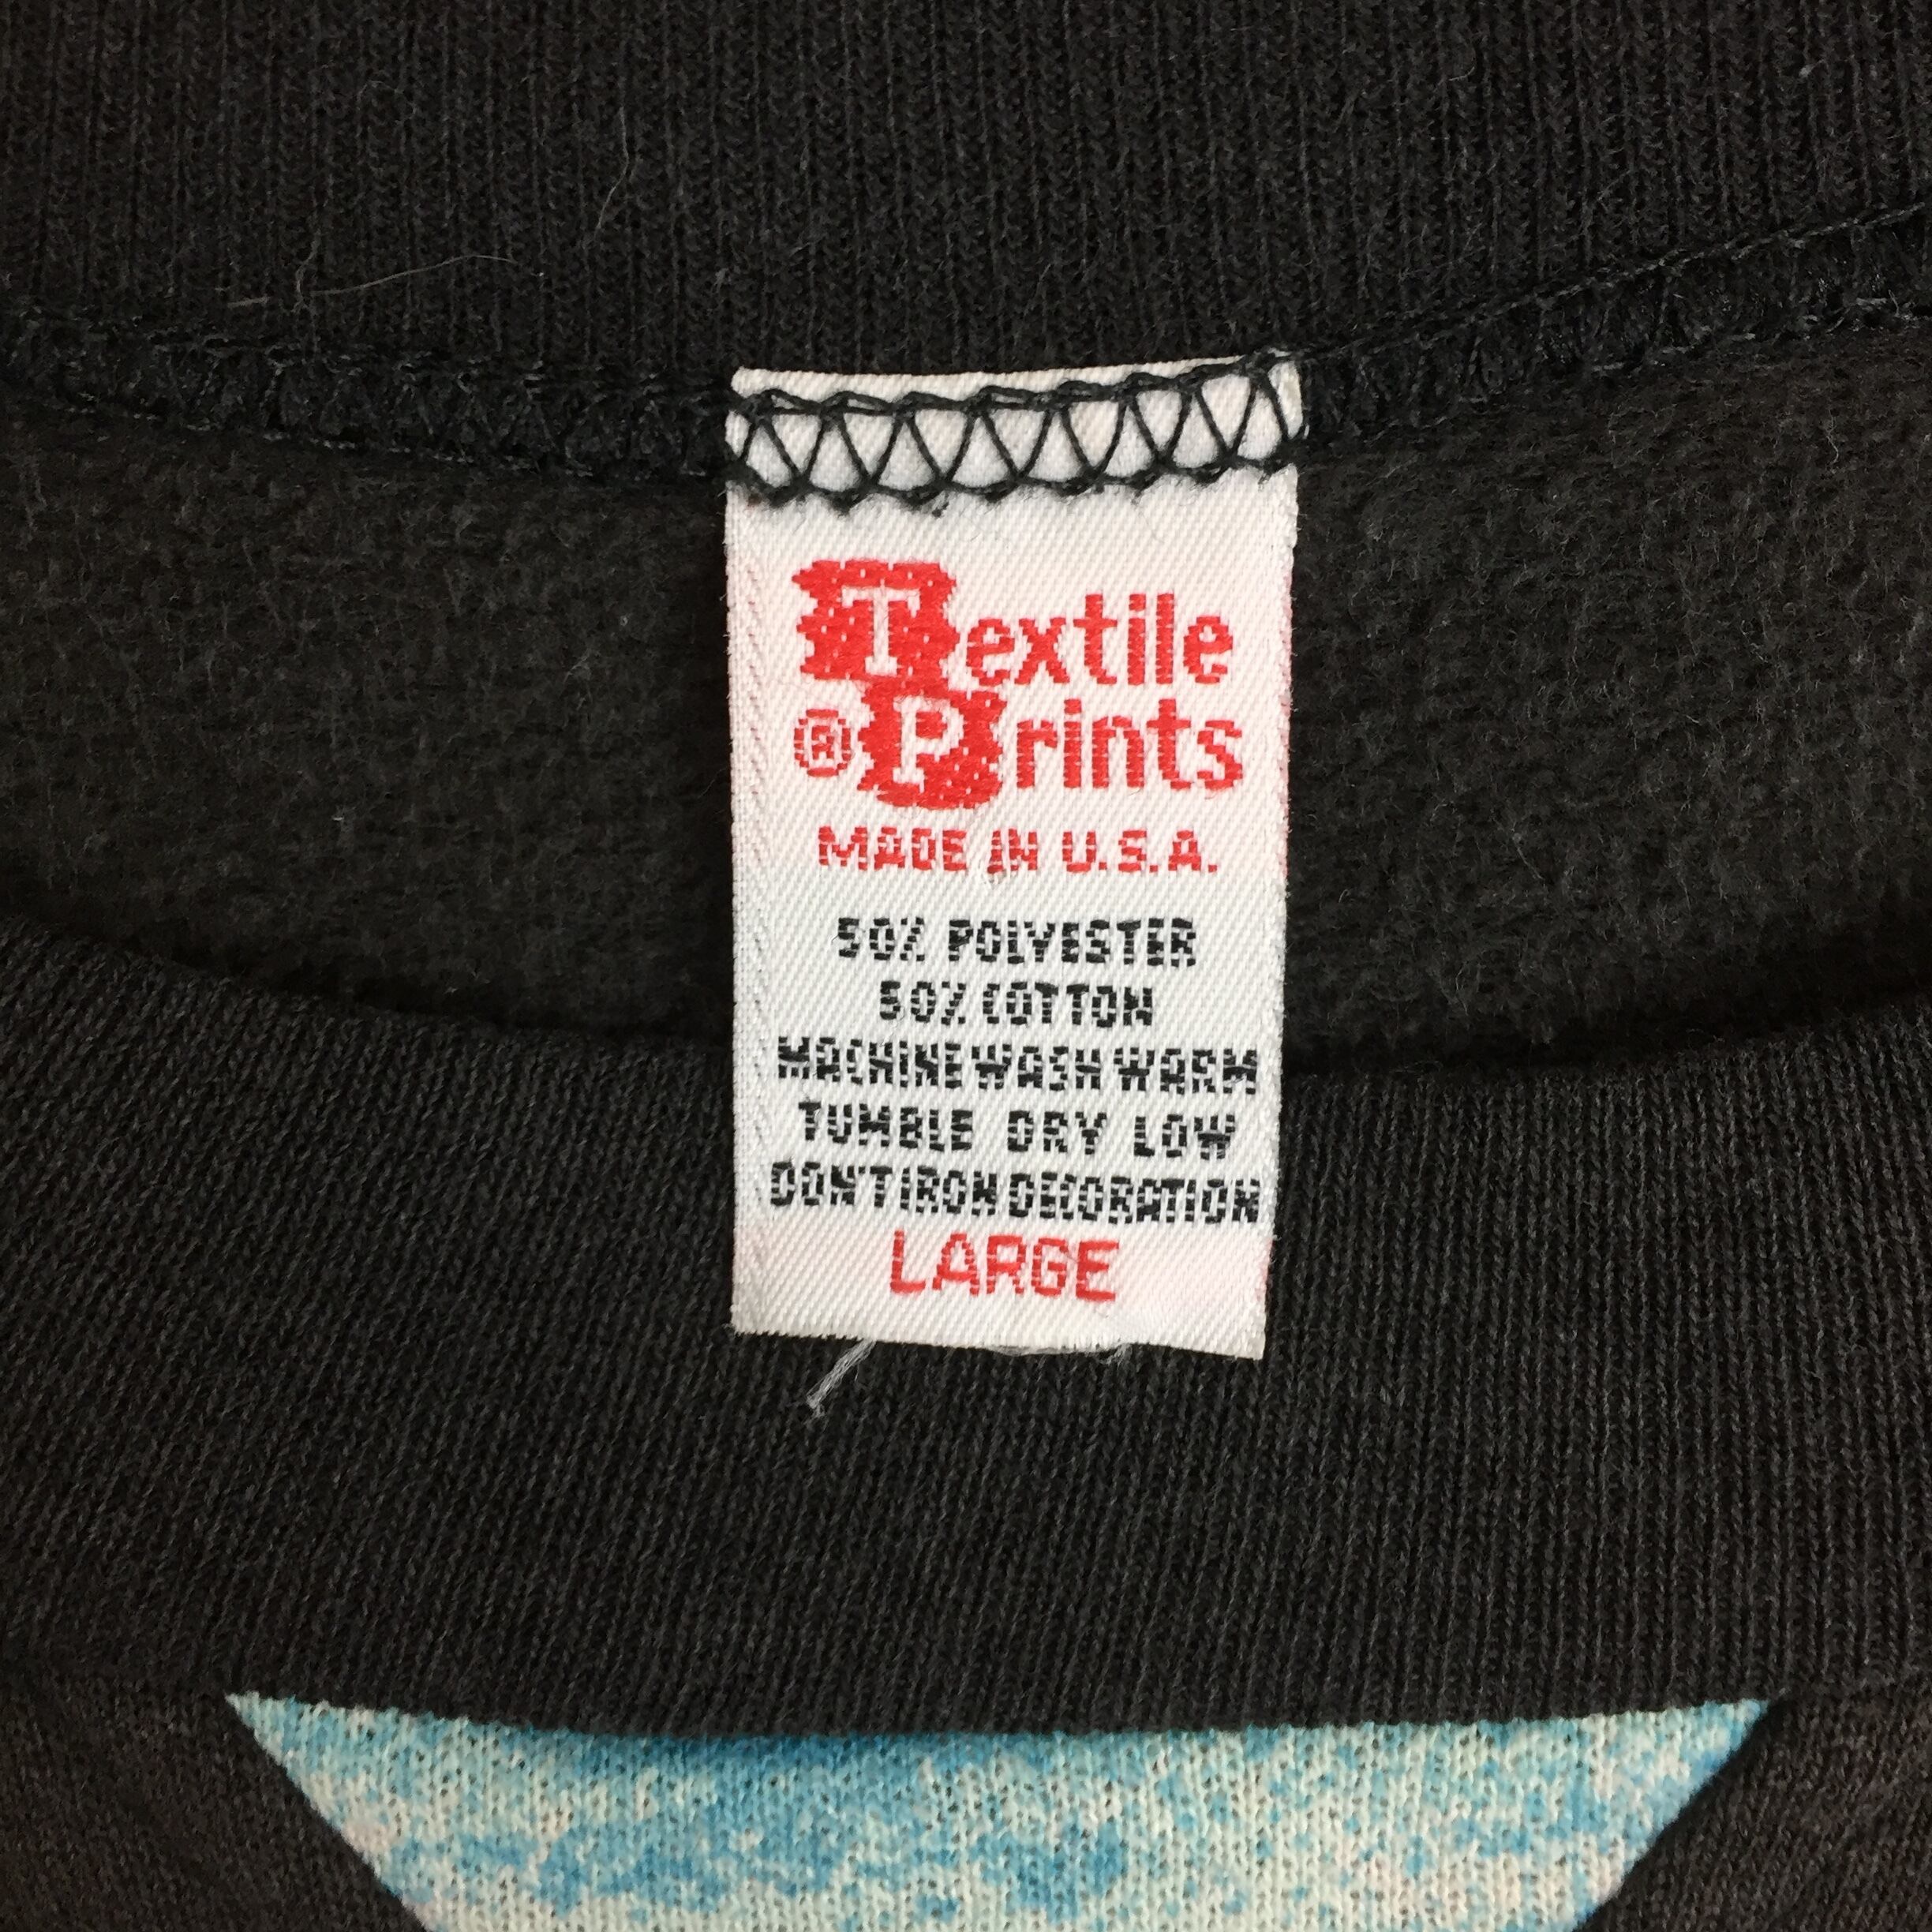 Textile
® Prints
MADE IN U.S.A.
50% POLYESTER
50% COTTON
MACHINE WASH WARM
TUMBLE DRY LOW
DON'T IRON DECORATION
LARGE